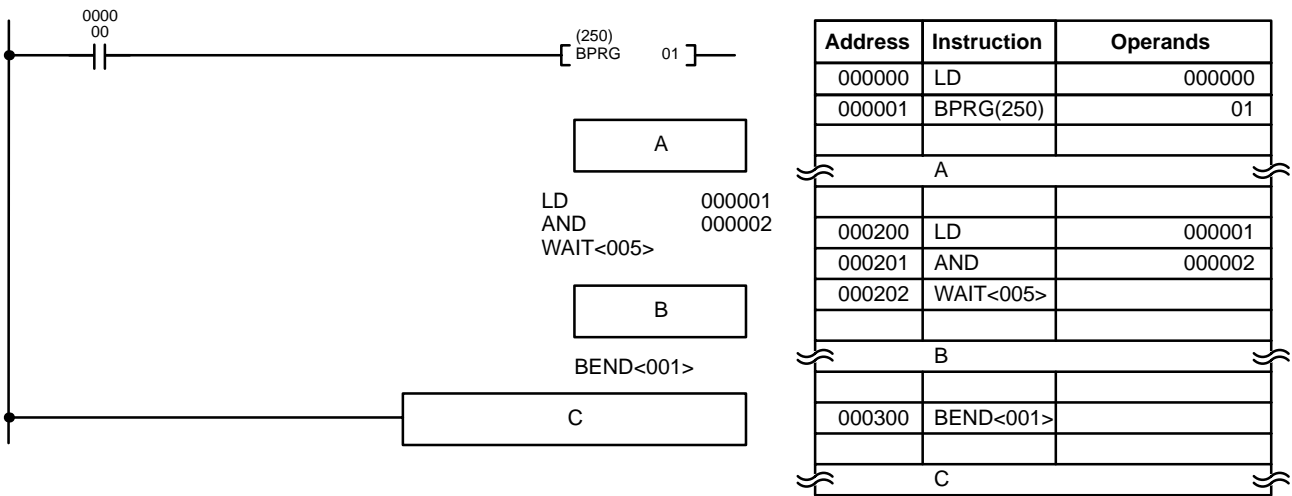 0000
00
(250)
BPRG 01
A
LD 000001
AND 000002
WAIT<005>
B
BEND<001>
C
Address Instruction Operands
000000 LD 000000
000001 BPRG(250) 01
A
000200 LD 000001
000201 AND 000002
000202 WAIT<005>
B
000300 BEND<001>
C